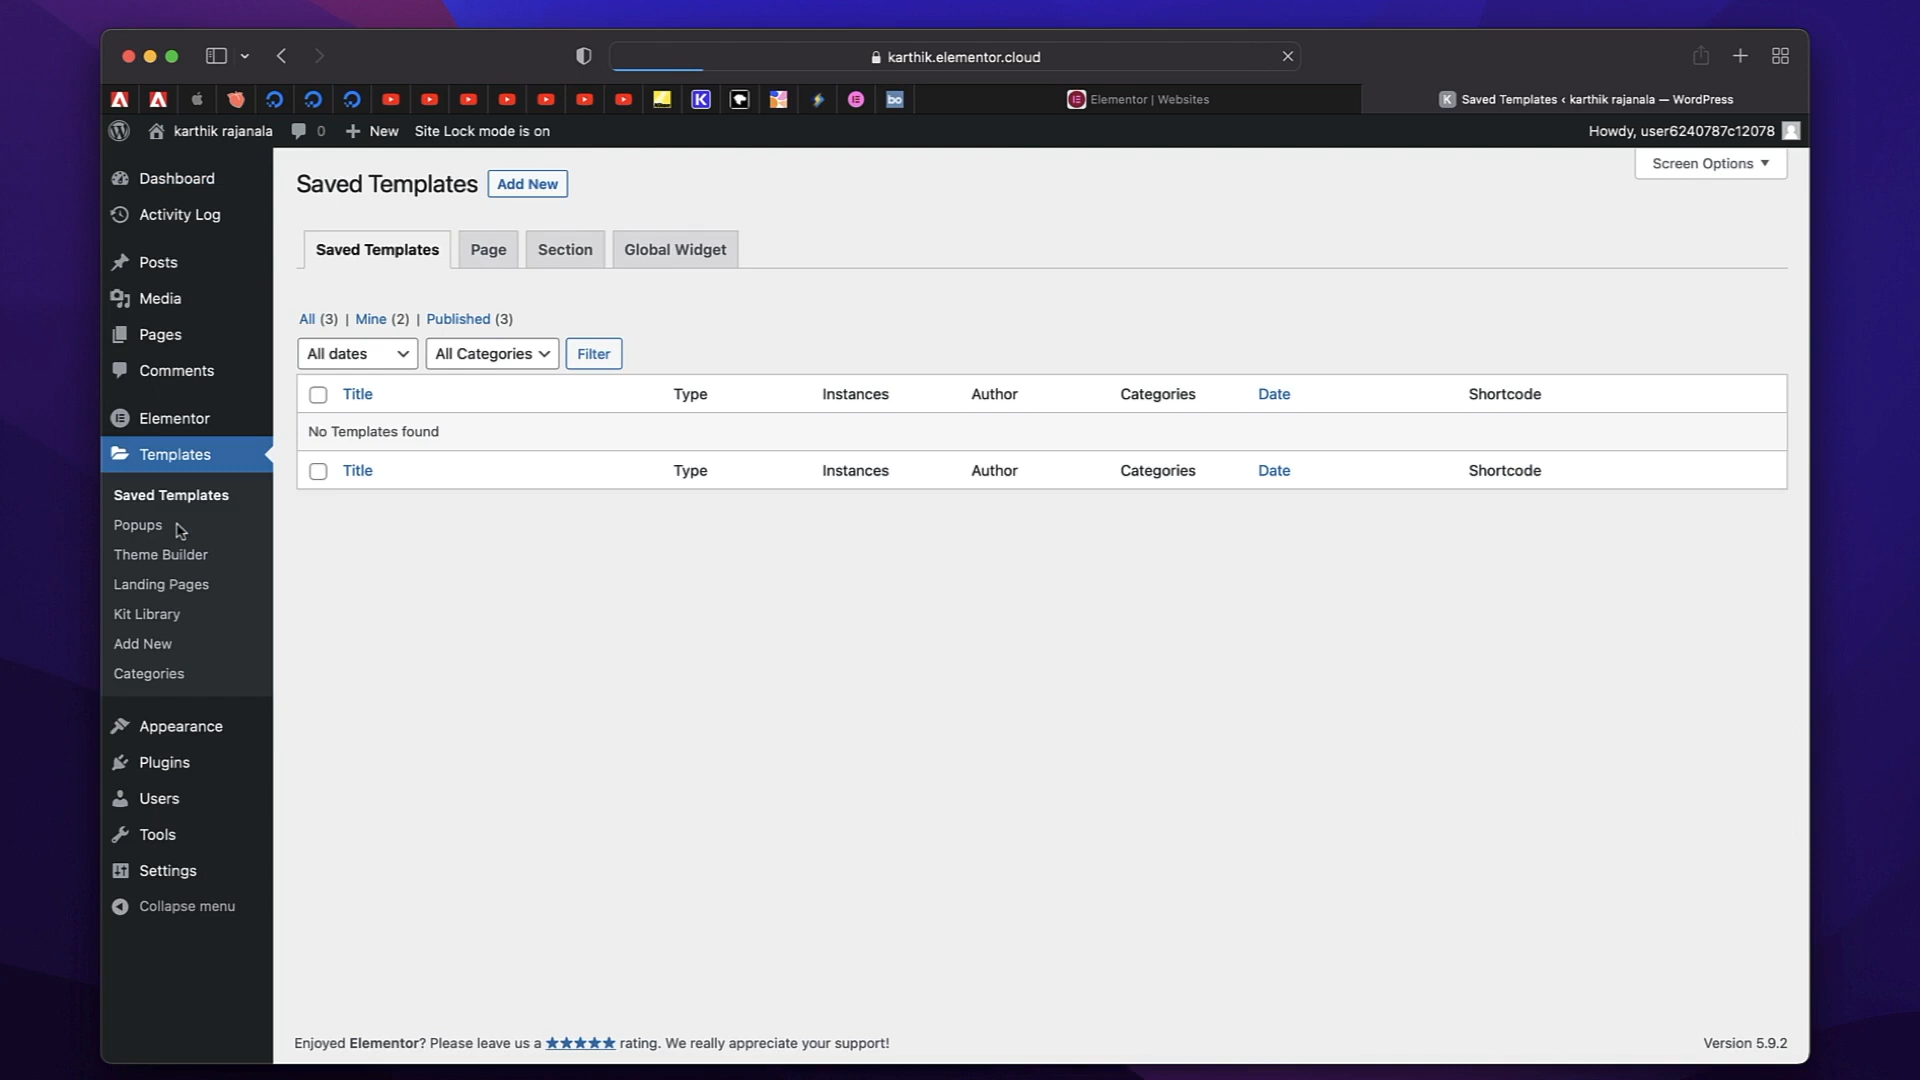 karthik.elementor.cloud
K
bo
Elementor | Websites
K Saved Templates ‹ karthik rajanala — WordPress
karthik rajanala 0 + New Site Lock mode is on Howdy, user6240787c12078
Screen Options ▼
Saved Templates Add New
Saved Templates Page Section Global Widget
All (3) | Mine (2) | Published (3)
All dates All Categories Filter
Title Type Instances Author Categories Date Shortcode
No Templates found
Title Type Instances Author Categories Date Shortcode
Dashboard
Activity Log
Posts
Media
Pages
Comments
Elementor
Templates
Saved Templates
Popups
Theme Builder
Landing Pages
Kit Library
Add New
Categories
Appearance
Plugins
Users
Tools
Settings
Collapse menu
Enjoyed Elementor? Please leave us a ★★★★★ rating. We really appreciate your support!
Version 5.9.2